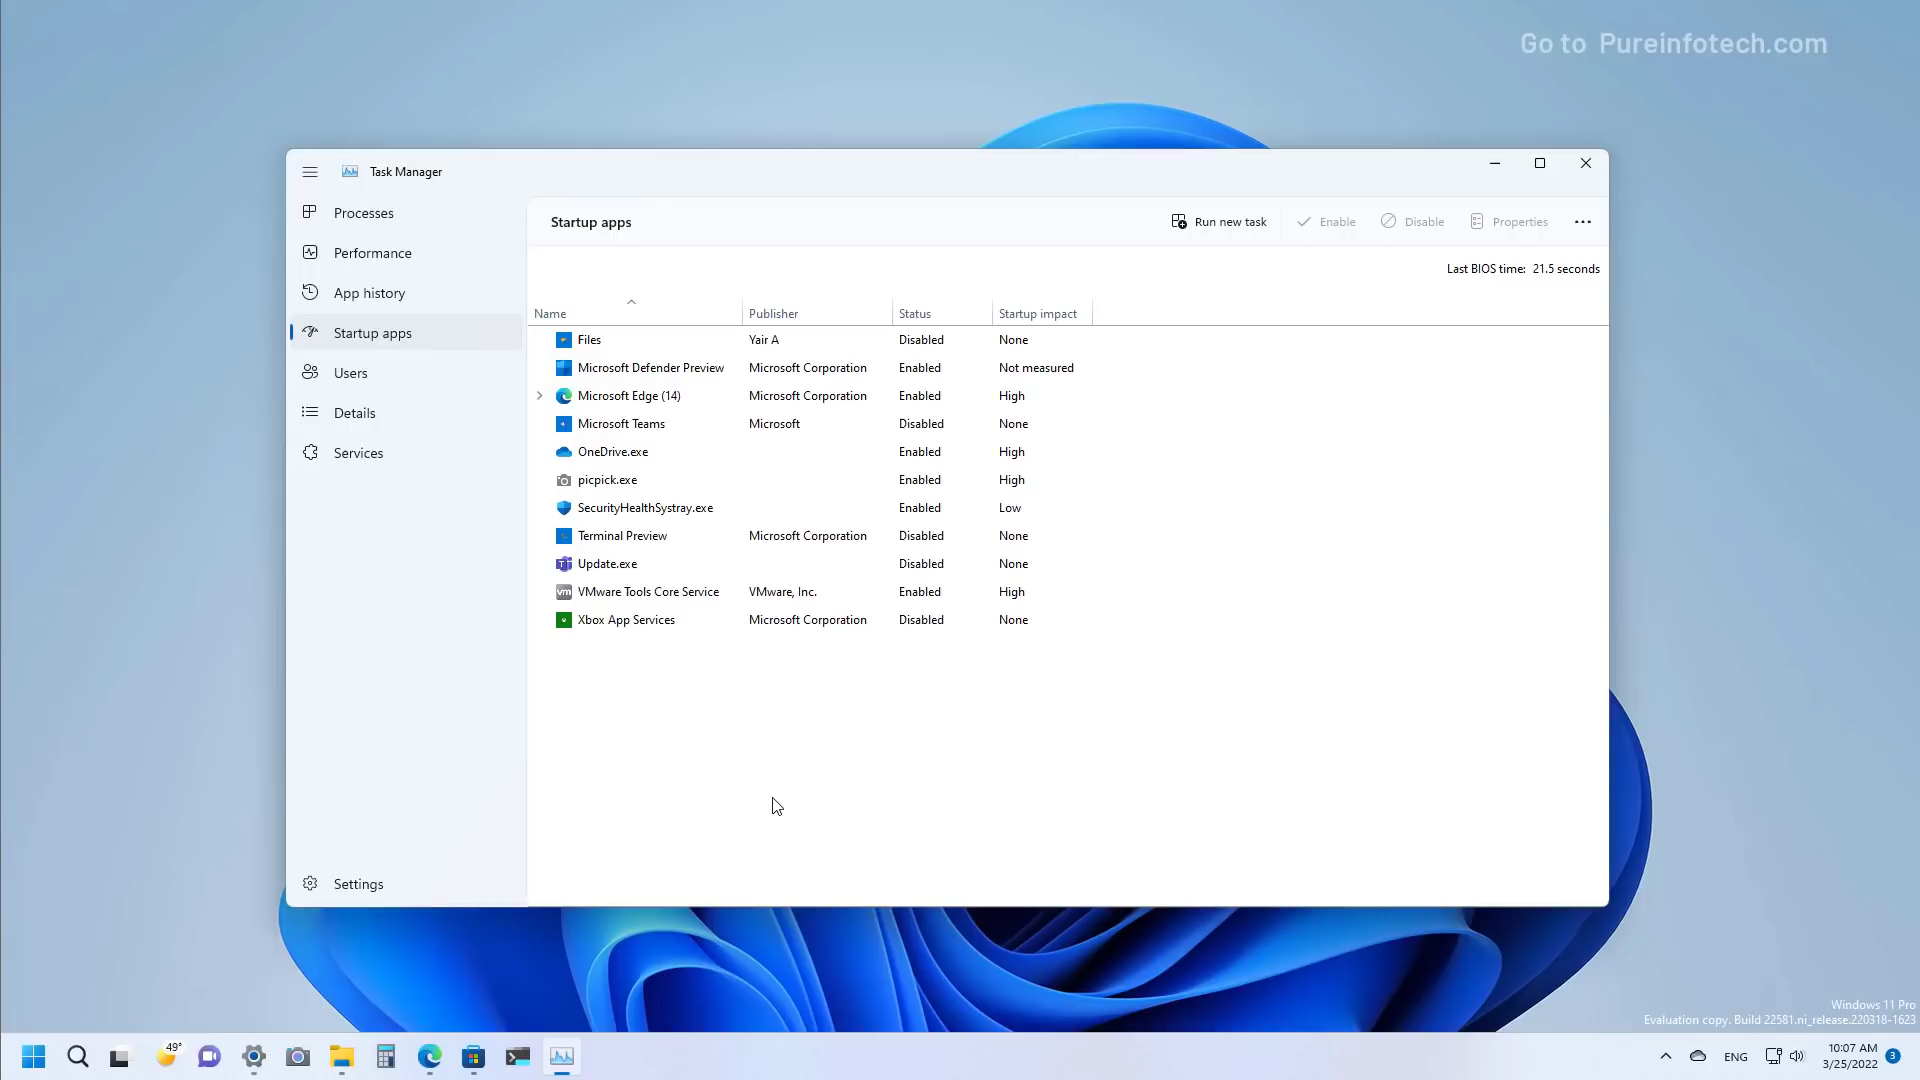 Go to Pureinfotech.com
Task Manager
Processes
Performance
App history
Startup apps
Users
Details
Services
Settings
Startup apps
Run new task
Enable
Disable
Properties
Last BIOS time: 21.5 seconds
Name Publisher Status Startup impact
Files Yair A Disabled None
Microsoft Defender Preview Microsoft Corporation Enabled Not measured
Microsoft Edge (14) Microsoft Corporation Enabled High
Microsoft Teams Microsoft Disabled None
OneDrive.exe Enabled High
picpick.exe Enabled High
SecurityHealthSystray.exe Enabled Low
Terminal Preview Microsoft Corporation Disabled None
Update.exe Disabled None
vm VMware Tools Core Service VMware, Inc. Enabled High
Xbox App Services Microsoft Corporation Disabled None
Windows 11 Pro
Evaluation copy. Build 22581.ni_release.220318-1623
49°
ENG
10:07 AM
3/25/2022
3